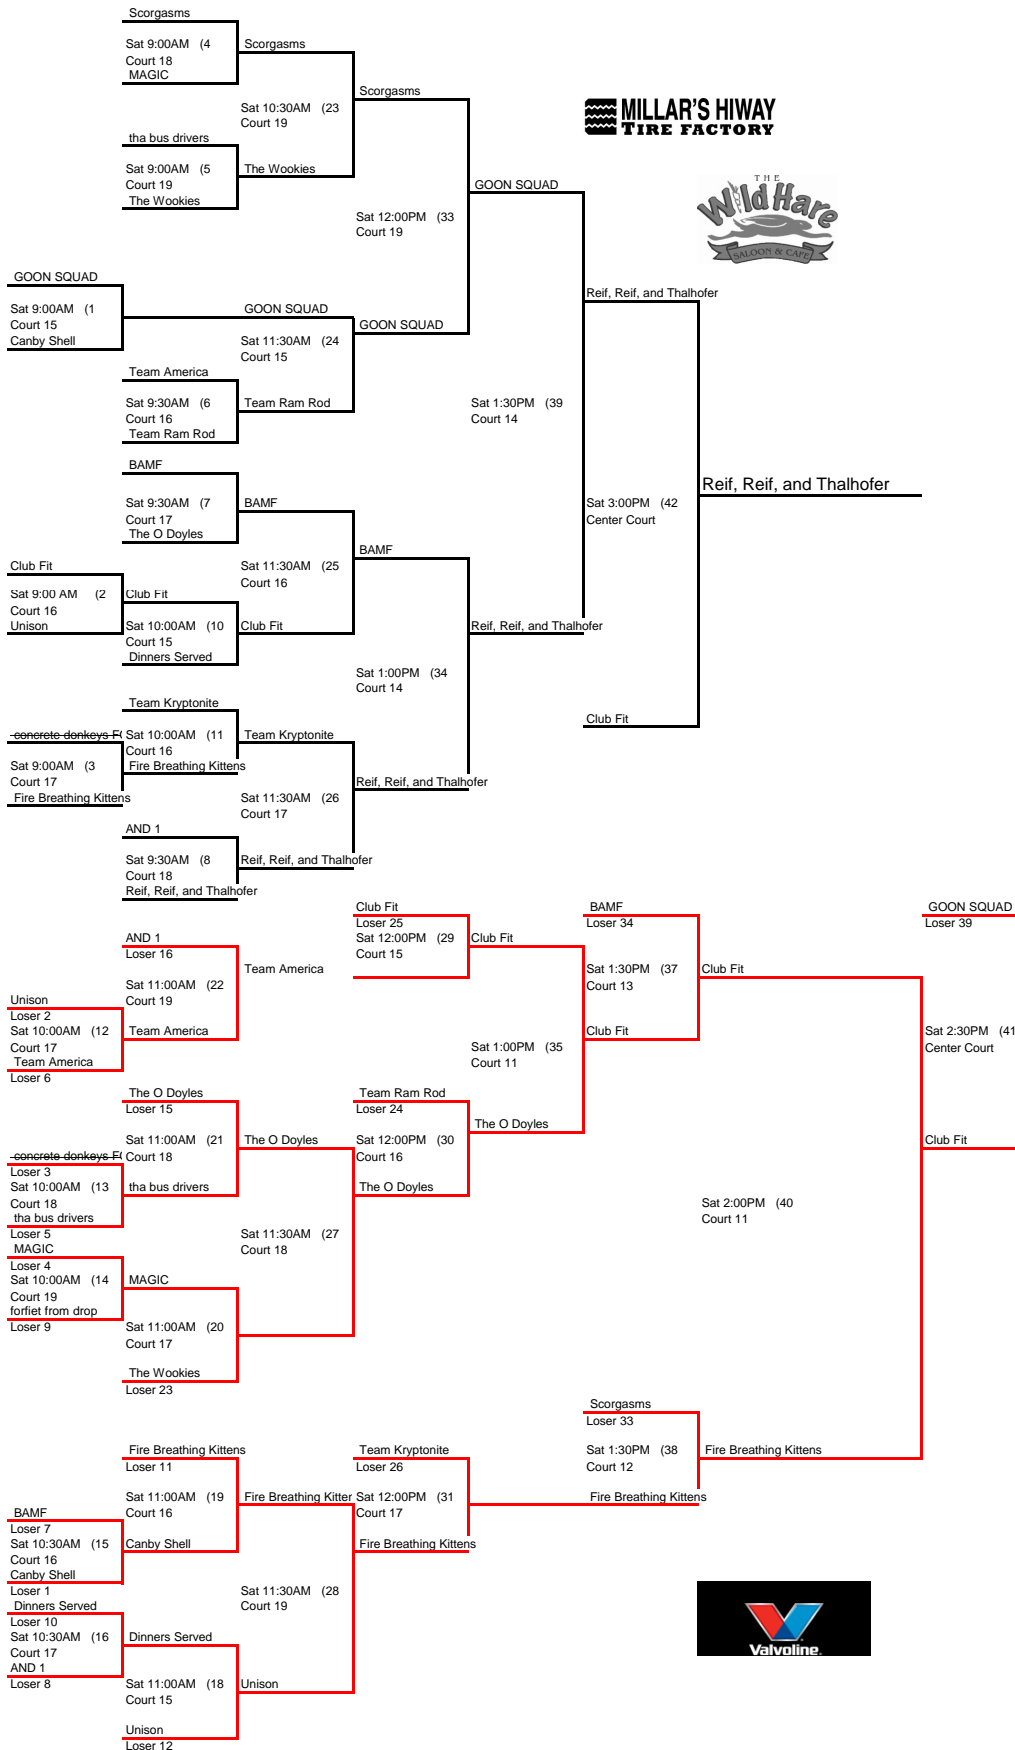 Scorgasms
Sat 9:00AM (4
Court 18
MAGIC
Scorgasms
Sat 10:30AM (23
Court 19
tha bus drivers
Sat 9:00AM (5
Court 19
The Wookies
The Wookies
Scorgasms
MILLAR'S HIWAY
TIRE FACTORY
THE
Wild Hare
SALOON & CAFE
GOON SQUAD
Sat 12:00PM (33
Court 19
GOON SQUAD
Sat 9:00AM (1
Court 15
Canby Shell
GOON SQUAD
Sat 11:30AM (24
Court 15
GOON SQUAD
Team America
Sat 9:30AM (6
Court 16
Team Ram Rod
Team Ram Rod
Reif, Reif, and Thalhofer
Sat 1:30PM (39
Court 14
BAMF
Sat 9:30AM (7
Court 17
The O Doyles
BAMF
Sat 11:30AM (25
Court 16
BAMF
Reif, Reif, and Thalhofer
Sat 3:00PM (42
Center Court
Club Fit
Sat 9:00 AM (2
Court 16
Unison
Club Fit
Sat 10:00AM (10
Court 15
Dinners Served
Club Fit
Reif, Reif, and Thalhofer
Sat 1:00PM (34
Court 14
Team Kryptonite
concrete donkeys F
Sat 10:00AM (11
Court 16
Team Kryptonite
Sat 9:00AM (3
Court 17
Fire Breathing Kittens
Fire Breathing Kittens
Sat 11:30AM (26
Court 17
Reif, Reif, and Thalhofer
Club Fit
AND 1
Sat 9:30AM (8
Court 18
Reif, Reif, and Thalhofer
Reif, Reif, and Thalhofer
Club Fit
Loser 25
Sat 12:00PM (29
Court 15
Club Fit
BAMF
Loser 34
Sat 1:30PM (37
Court 13
Club Fit
GOON SQUAD
Loser 39
AND 1
Loser 16
Sat 11:00AM (22
Court 19
Team America
Unison
Loser 2
Sat 10:00AM (12
Court 17
Team America
Loser 6
Team America
Sat 1:00PM (35
Court 11
Club Fit
Sat 2:30PM (41
Center Court
The O Doyles
Loser 15
Sat 11:00AM (21
Court 18
The O Doyles
Team Ram Rod
Loser 24
Sat 12:00PM (30
Court 16
The O Doyles
The O Doyles
Club Fit
concrete donkeys F
Loser 3
Sat 10:00AM (13
Court 18
tha bus drivers
Loser 5
tha bus drivers
Sat 11:30AM (27
Court 18
Sat 2:00PM (40
Court 11
MAGIC
Loser 4
Sat 10:00AM (14
Court 19
forfiet from drop
Loser 9
MAGIC
Sat 11:00AM (20
Court 17
The Wookies
Loser 23
Scorgasms
Loser 33
Sat 1:30PM (38
Court 12
Fire Breathing Kittens
Fire Breathing Kittens
Loser 11
Sat 11:00AM (19
Court 16
Fire Breathing Kitter
Team Kryptonite
Loser 26
Sat 12:00PM (31
Court 17
Fire Breathing Kittens
BAMF
Loser 7
Sat 10:30AM (15
Court 16
Canby Shell
Loser 1
Canby Shell
Fire Breathing Kittens
Sat 11:30AM (28
Court 19
Dinners Served
Loser 10
Sat 10:30AM (16
Court 17
AND 1
Loser 8
Dinners Served
Sat 11:00AM (18
Court 15
Unison
Unison
Loser 12
Valvoline